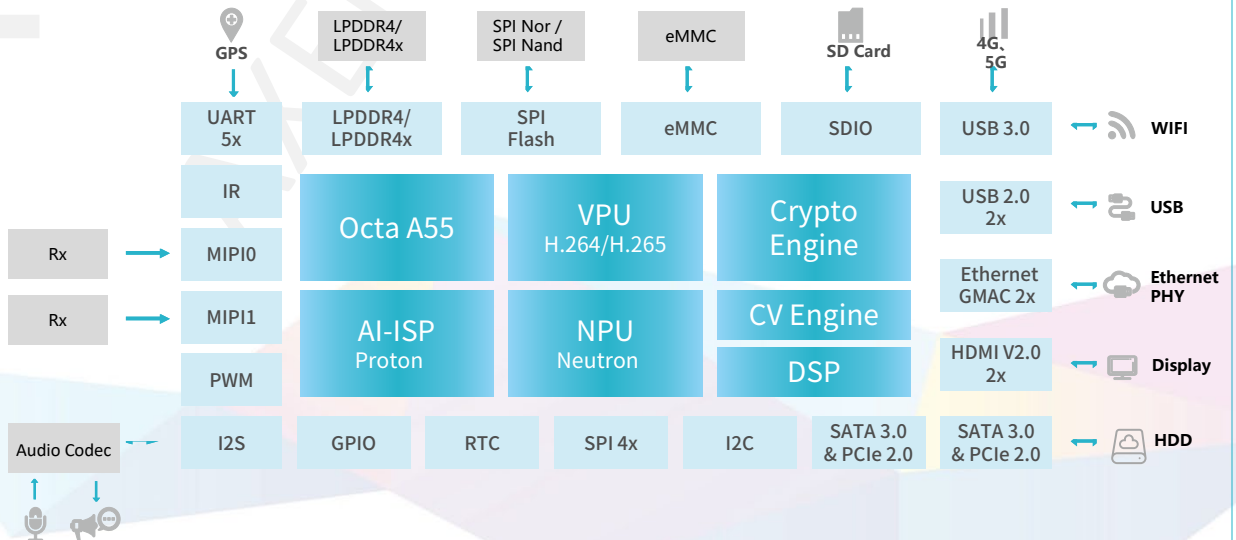 GPS
LPDDR4/
LPDDR4x
SPI Nor /
SPI Nand
eMMC
SD Card
4G、
5G
UART
5x
LPDDR4/
LPDDR4x
SPI
Flash
eMMC
SDIO
USB 3.0
WIFI
IR
Octa A55
VPU
H.264/H.265
Crypto
Engine
USB 2.0
2x
USB
Rx
MIPI0
Ethernet
GMAC 2x
Ethernet
PHY
Rx
MIPI1
AI-ISP
Proton
NPU
Neutron
CV Engine
DSP
HDMI V2.0
2x
Display
PWM
Audio Codec
I2S
GPIO
RTC
SPI 4x
I2C
SATA 3.0
& PCIe 2.0
SATA 3.0
& PCIe 2.0
HDD